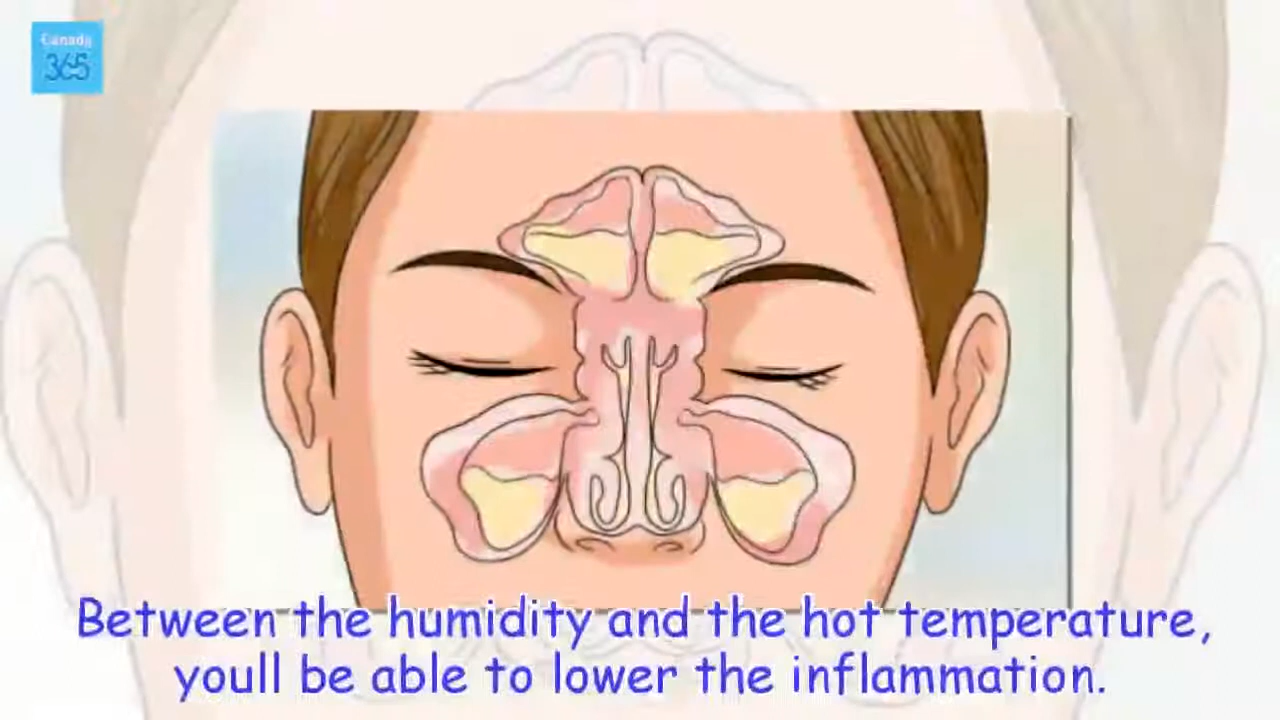 Canada
365
Between the humidity and the hot temperature,
youll be able to lower the inflammation.